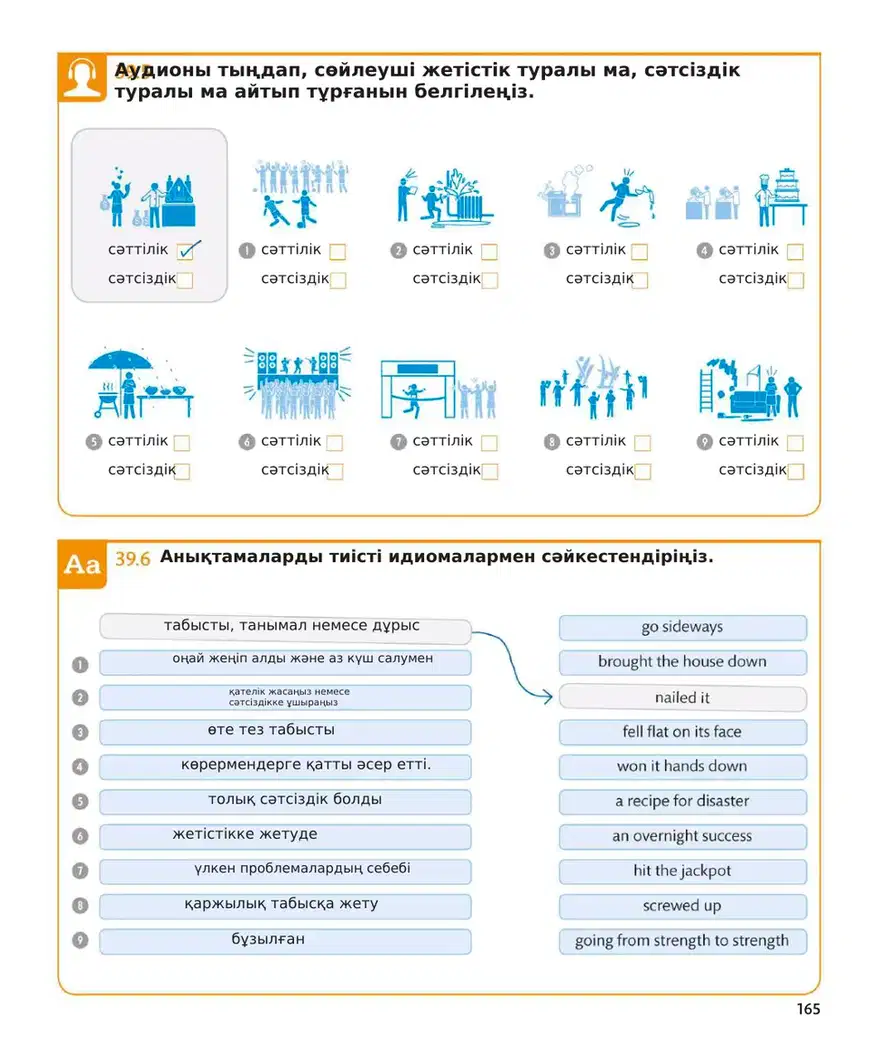 Аудионы тыңдап, сөйлеуші жетістік туралы ма, сәтсіздік
туралы ма айтып тұрғанын белгілеңіз.
сәттілік
сәтсіздік
1 сәттілік
сәтсіздік
2 сәттілік
сәтсіздік
3 сәттілік
сәтсіздік
4 сәттілік
сәтсіздік
5 сәттілік
сәтсіздік
6 сәттілік
сәтсіздік
7 сәттілік
сәтсіздік
8 сәттілік
сәтсіздік
9 сәттілік
сәтсіздік
Aa 39.6 Анықтамаларды тиісті идиомалармен сәйкестендіріңіз.
табысты, танымал немесе дұрыс
1 оңай жеңіп алды және аз күш салумен
2 қателік жасаңыз немесе
сәтсіздікке ұшыраңыз
3 өте тез табысты
4 көрермендерге қатты әсер етті.
5 толық сәтсіздік болды
6 жетістікке жетуде
7 үлкен проблемалардың себебі
8 қаржылық табысқа жету
9 бұзылған
go sideways
brought the house down
nailed it
fell flat on its face
won it hands down
a recipe for disaster
an overnight success
hit the jackpot
screwed up
going from strength to strength
165